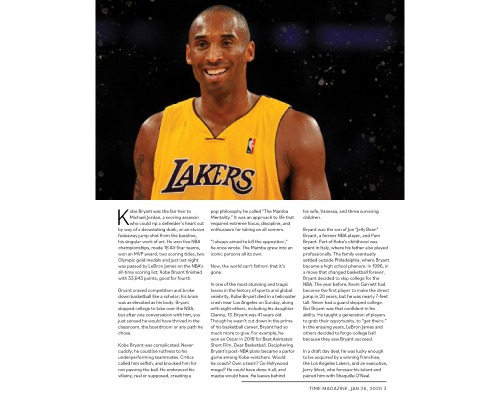 LAKERS
Kobe Bryant was the fair heir to
Michael Jordan, a scoring assassin
who could rip a defender's heart out
by way of a devastating dunk, or an elusive
fadeaway jump shot from the baseline,
his singular work of art. He won five NBA
championships, made 18 All-Star teams,
won an MVP award, two scoring titles, two
Olympic gold medals and just last night
was passed by LeBron James on the NBA's
all-time scoring list: Kobe Bryant finished
with 33,643 points, good for fourth.
Bryant craved competition and broke
down basketball like a scholar; his brain
was as elevated as his body. Bryant
skipped college to take over the NBA,
but after one conversation with him, you
just sensed he would have thrived in the
classroom, the boardroom or any path he
chose.
Kobe Bryant was complicated. Never
cuddly, he could be ruthless to his
underperforming teammates. Critics
called him selfish, and knocked him for
not passing the ball. He embraced his
villainy, real or supposed, creating a
pop philosophy he called "The Mamba
Mentality." It was an approach to life that
required extreme focus, discipline, and
enthusiasm for taking on all comers.
"I always aimed to kill the opposition,"
he once wrote. The Mamba grew into an
iconic persona all its own.
Now, the world can't fathom: that it's
gone.
In one of the most stunning and tragic
losses in the history of sports and global
celebrity, Kobe Bryant died in a helicopter
crash near Los Angeles on Sunday, along
with eight others, including his daughter
Gianna, 13. Bryant was 41 years old.
Though he wasn't cut down in the prime
of his basketball career, Bryant had so
much more to give. For example, he
won an Oscar in 2018 for Best Animated
Short Film, Dear Basketball. Deciphering
Bryant's post-NBA plans became a parlor
game among Kobe-watchers. Would
he coach? Own a team? Go Hollywood
mogul? He could have done it all, and
maybe would have. He leaves behind
his wife, Vanessa, and three surviving
children.
Bryant was the son of Joe "Jelly Bean"
Bryant, a former NBA player, and Pam
Bryant. Part of Kobe's childhood was
spent in Italy, where his father also played
professionally. The family eventually
settled outside Philadelphia, where Bryant
became a high school phenom. In 1996, in
a move that changed basketball forever,
Bryant decided to skip college for the
NBA. The year before, Kevin Garnett had
become the first player to make the direct
jump in 20 years, but he was nearly 7-feet
tall. Never had a guard skipped college.
But Bryant was that confident in his
ability. He taught a generation of players
to grab their opportunity, to "get theirs."
In the ensuing years, LeBron James and
others decided to forgo college ball
because they saw Bryant succeed.
In a draft day deal, he was lucky enough
to be acquired by a winning franchise,
the Los Angeles Lakers, and an executive,
Jerry West, who foresaw his talent and
paired him with Shaquille O'Neal.
TIME MAGAZINE, JAN 26, 2020 3